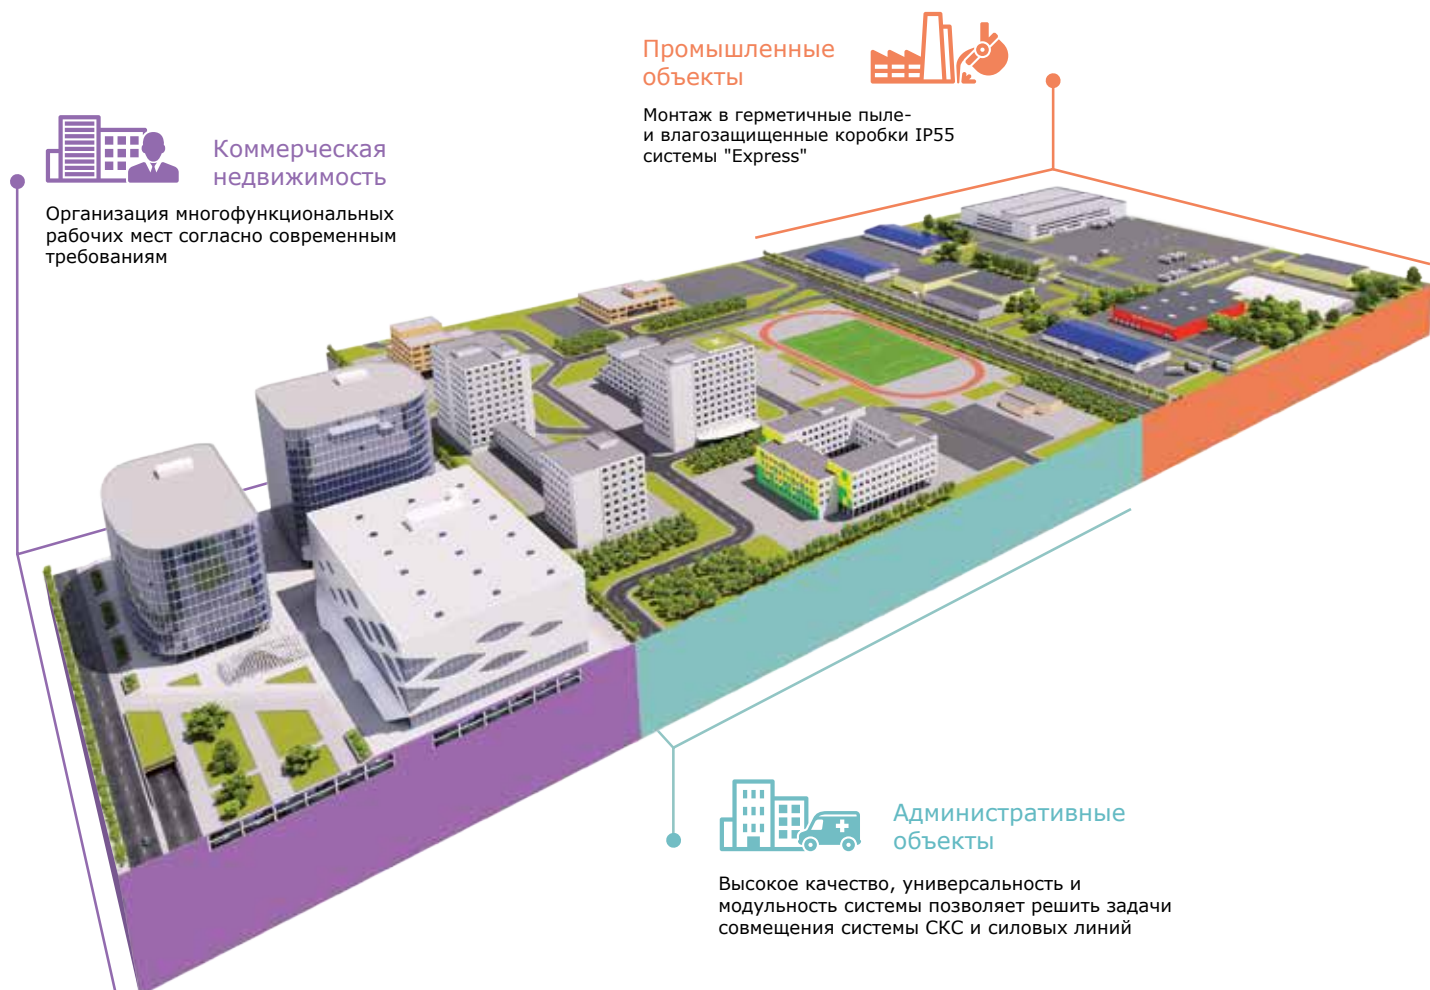 Промышленные
объекты
Монтаж в герметичные пыле-
и влагозащищенные коробки IP55
системы "Express"
Коммерческая
недвижимость
Организация многофункциональных
рабочих мест согласно современным
требованиям
Административные
объекты
Высокое качество, универсальность и
модульность системы позволяет решить задачи
совмещения системы СКС и силовых линий